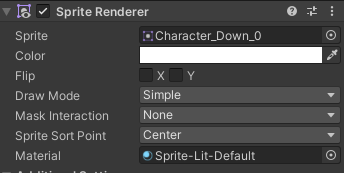 Sprite Renderer
Sprite Character_Down_0
Color
Flip X Y
Draw Mode Simple
Mask Interaction None
Sprite Sort Point Center
Material Sprite-Lit-Default